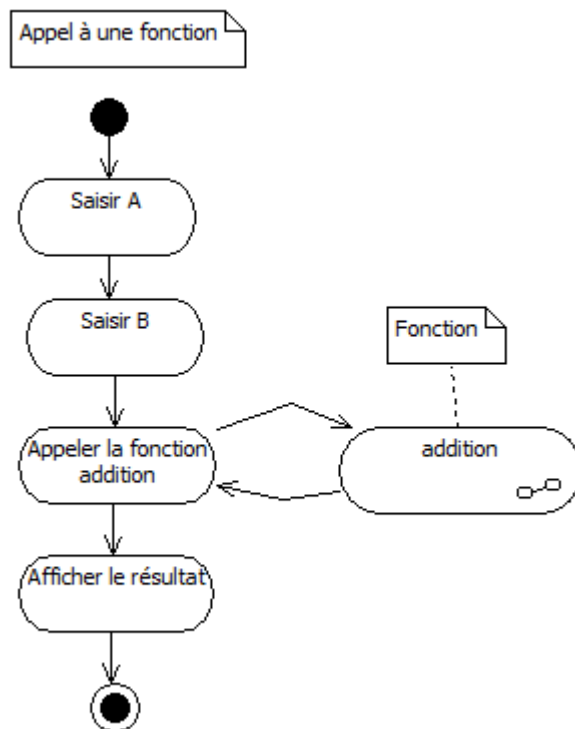 Appel à une fonction
Saisir A
Saisir B
Fonction
Appeler la fonction
addition
addition
Afficher le résultat